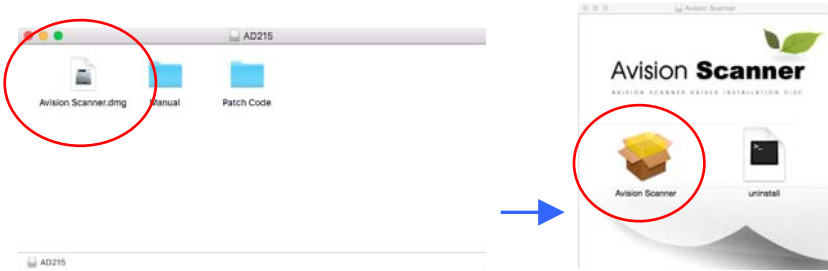 AD215
Avision Scanner.dmg
Manual
Patch Code
AD215
Avision Scanner
Avision Scanner
AVISION SCANNER DRIVER INSTALLATION DISC
Avision Scanner
uninstall